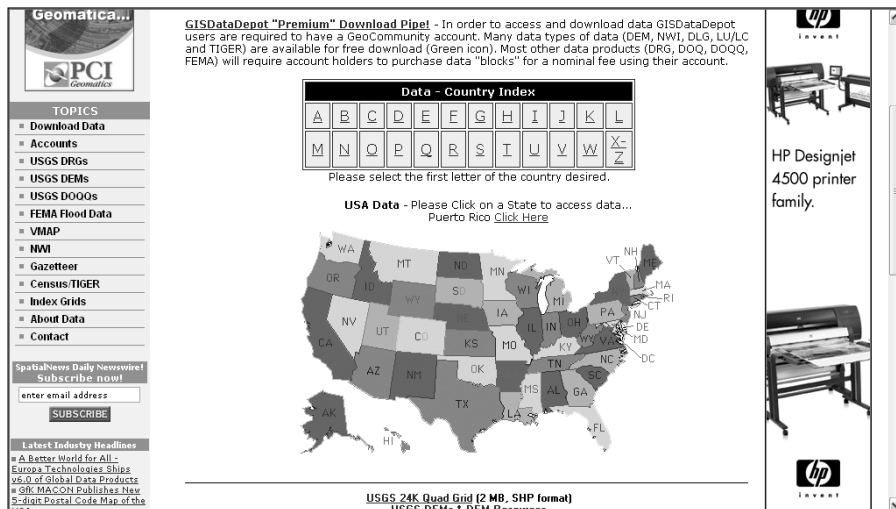 Geomatica...
PCI
Geomatics
TOPICS
Download Data
Accounts
USGS DRGs
USGS DEMs
USGS DOQQs
FEMA Flood Data
VMAP
NWI
Gazetteer
Census/TIGER
Index Grids
About Data
Contact
SpatialNews Daily Newswire!
Subscribe now!
enter email address
SUBSCRIBE
Latest Industry Headlines
A Better World for All -
Europa Technologies Ships
v6.0 of Global Data Products
GfK MACON Publishes New
5-digit Postal Code Map of the
GISDataDepot "Premium" Download Pipe! - In order to access and download data GISDataDepot
users are required to have a GeoCommunity account. Many data types of data (DEM, NWI, DLG, LU/LC
and TIGER) are available for free download (Green icon). Most other data products (DRG, DOQ, DOQQ,
FEMA) will require account holders to purchase data "blocks" for a nominal fee using their account.
Data - Country Index
A B C D E F G H I J K L
M N O P Q R S T U V W X-Z
Please select the first letter of the country desired.
USA Data - Please Click on a State to access data...
Puerto Rico Click Here
WA MT ND MN VT NH ME
OR ID WY SD WI MI MA RI CT
NV UT CO NE IA IL IN OH PA NJ DE MD DC
CA AZ NM KS MO KY WV VA
OK TN NC SC
TX LA MS AL GA FL
AK HI
USGS 24K Quad Grid (2 MB, SHP format)
USGS DEMs † DEM Resources
hp
invent
HP Designjet
4500 printer
family.
hp
invent